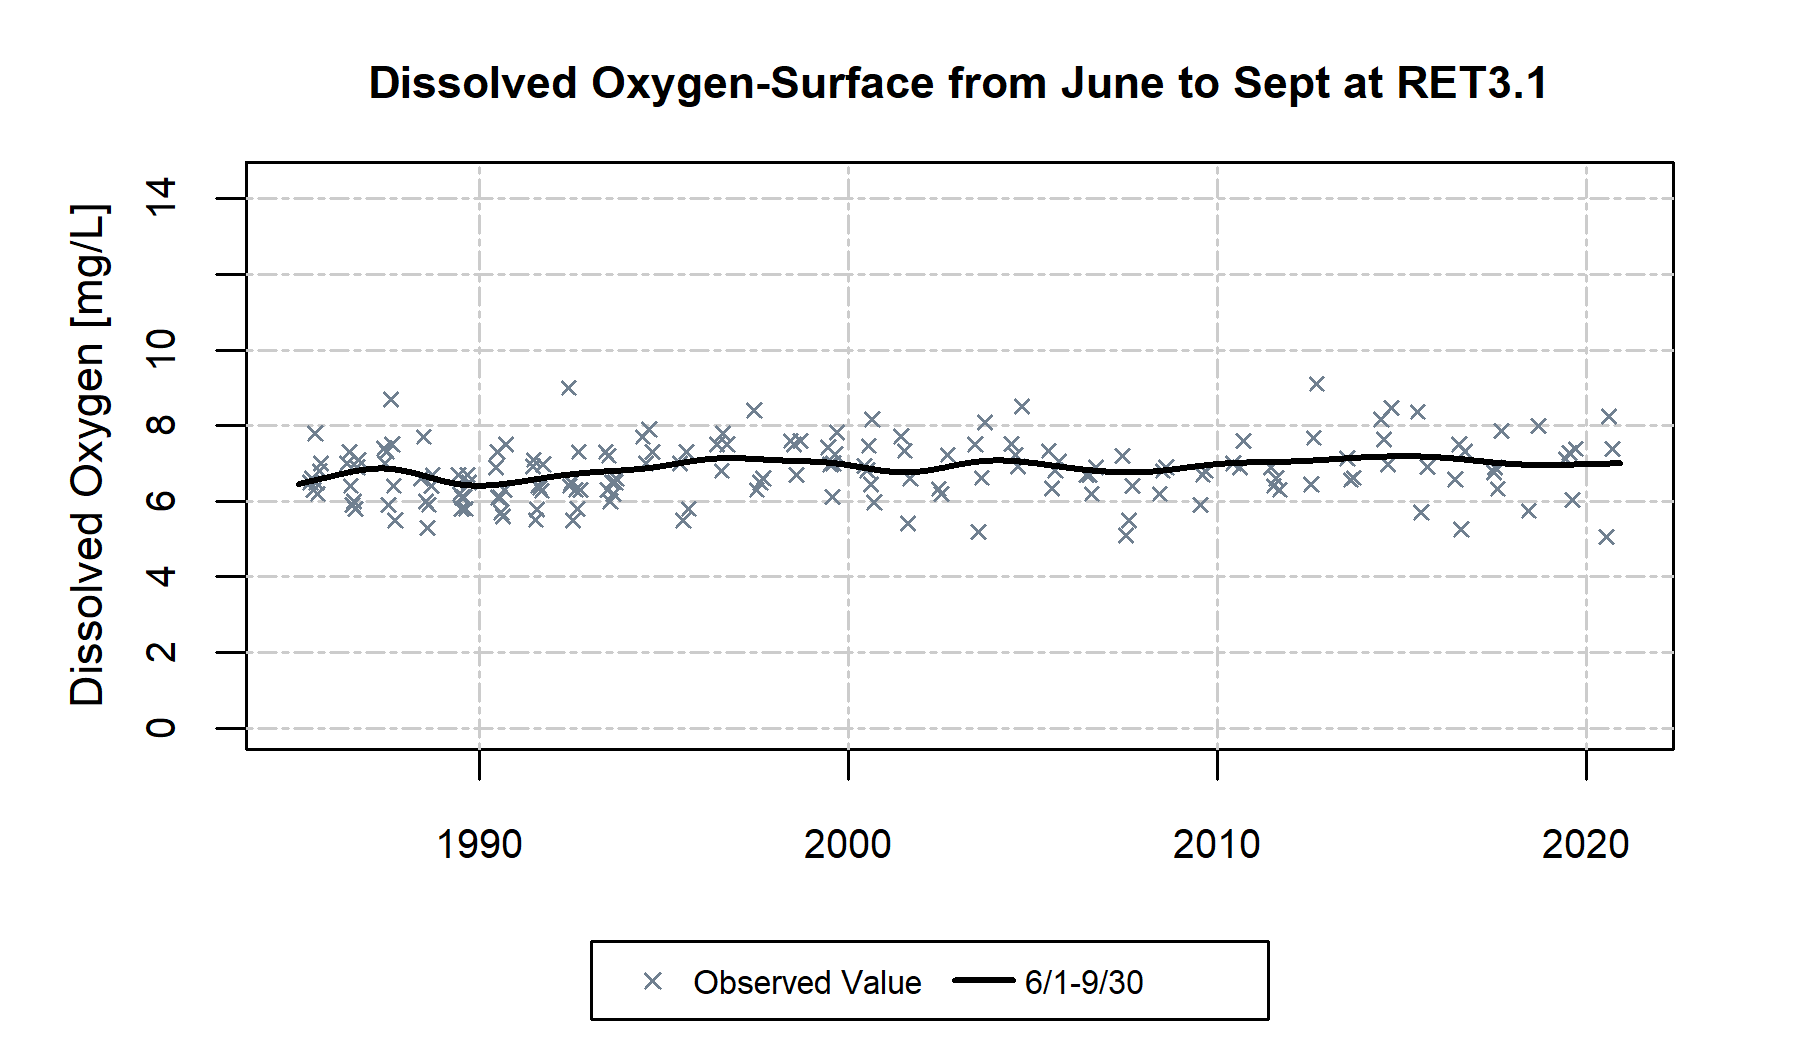 Dissolved Oxygen-Surface from June to Sept at RET3.1
Dissolved Oxygen [mg/L]
14
10
8
6
4
2
0
1990 2000 2010 2020
Observed Value 6/1-9/30